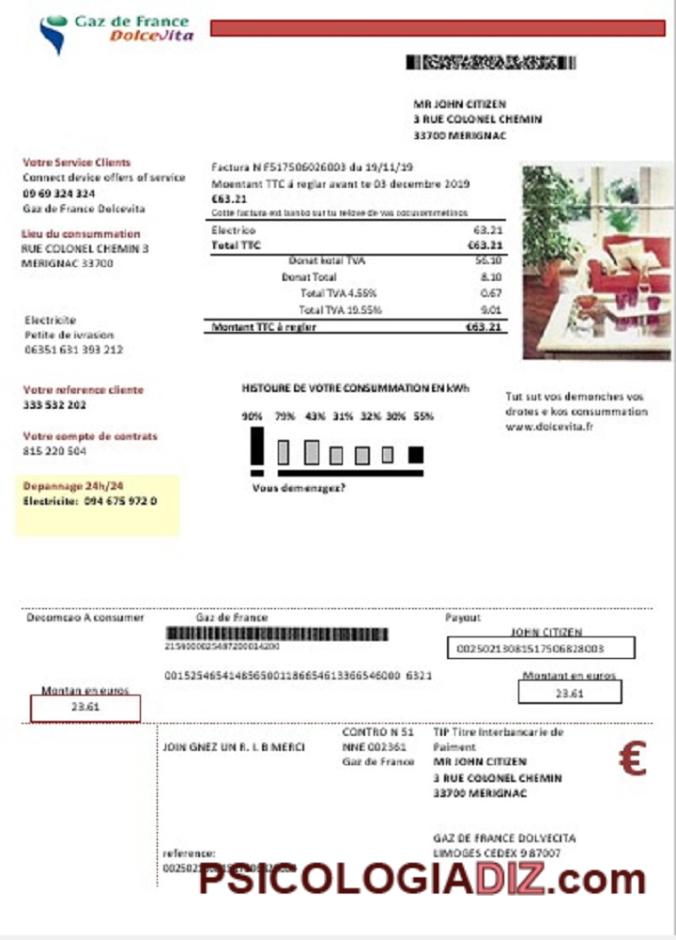 Gaz de France
DolceVita
MR JOHN CITIZEN
3 RUE COLONEL CHEMIN
33700 MERIGNAC
Votre Service Clients
Connect device offers of service
09 69 324 324
Gaz de France Dolcevita
Lieu du consummation
RUE COLONEL CHEMIN 3
MERIGNAC 33700
Electricite
Petite de ivrasion
06351 631 393 212
Votre reference cliente
333 532 202
Votre compte de contrats
815 220 504
Depannage 24h/24
Electricite: 094 675 972 0
Factura N F517506026003 du 19/11/19
Moentant TTC á reglar avant te 03 decembre 2019
€63.21
Cotte factura est banko sur tu relove de vas
Electrico 63.21
Total TTC €63.21
Donat kotal TVA 56.10
Donat Total 8.10
Total TVA 4.55% 0.67
Total TVA 19.55% 9.01
Montant TTC à regler €63.21
HISTOURE DE VOTRE CONSUMMATION EN kWh
90% 79% 43% 31% 32% 30% 55%
Vous demenzgez?
Tut sut vos demonches vos
drotes e kos consummation
www.dolcevita.fr
Decomcao A consumer
Gaz de France
Payout
JOHN CITIZEN
00250213081517506828003
2154000025487200014200
0015254654148565001186654613366546000 6321
Montan en euros
23.61
Montant en euros
23.61
JOIN GNEZ UN R. I. B MERCI
CONTRO N 51
NNE 002361
Gaz de France
TIP Titre Interbancarie de
Paiment
MR JOHN CITIZEN
3 RUE COLONEL CHEMIN
33700 MERIGNAC
€
GAZ DE FRANCE DOLVECITA
LIMOGES CEDEX 9 87007
reference:
PSICOLOGIADIZ.com